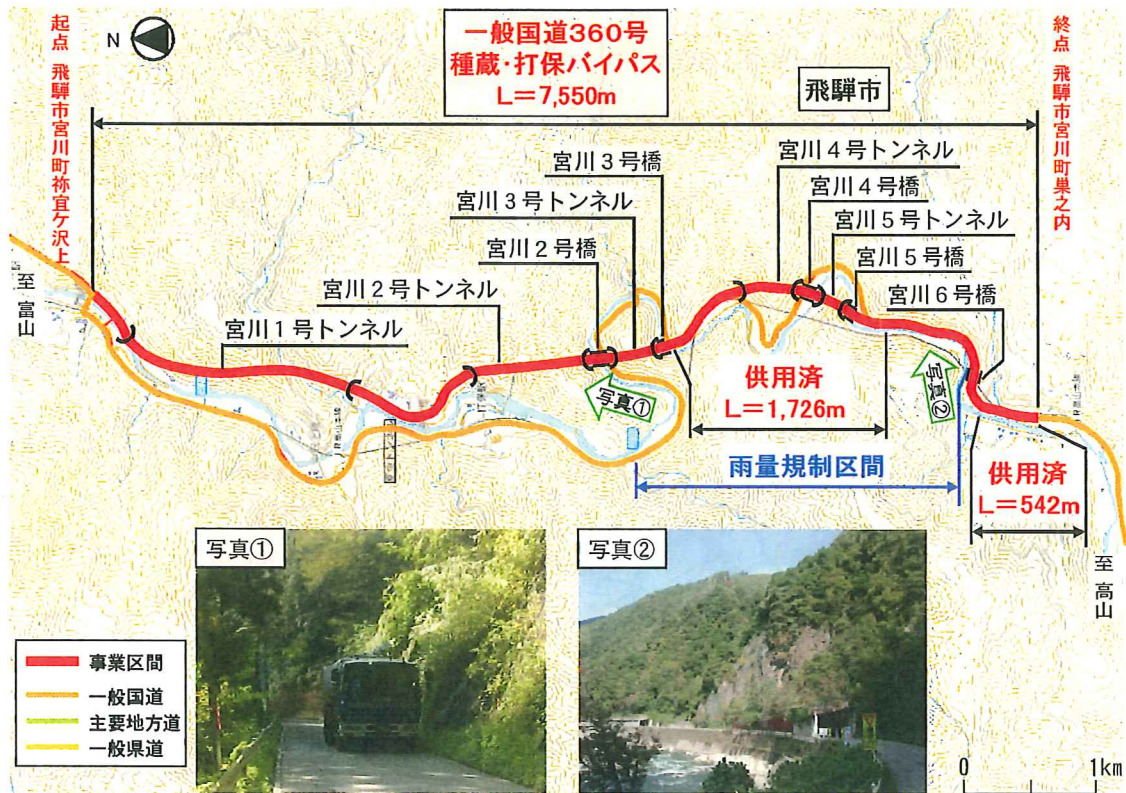 起点 飛騨市宮川町祢宜ケ沢上
N
一般国道360号
種蔵・打保バイパス
L=7,550m
飛騨市
終点 飛騨市宮川町巣之内
宮川3号橋
宮川3号トンネル
宮川2号橋
宮川2号トンネル
宮川1号トンネル
宮川4号トンネル
宮川4号橋
宮川5号トンネル
宮川5号橋
宮川6号橋
至 富山
写真①
供用済
L=1,726m
写真②
雨量規制区間
供用済
L=542m
至 高山
写真①
写真②
事業区間
一般国道
主要地方道
一般県道
0 1km